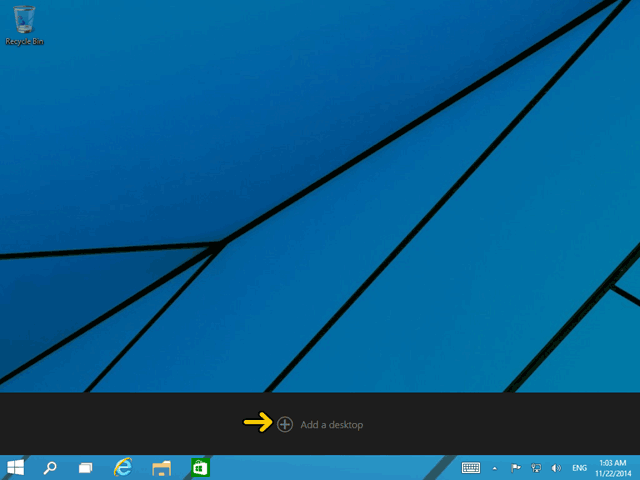 Recycle Bin
Add a desktop
ENG
1:03 AM
11/22/2014